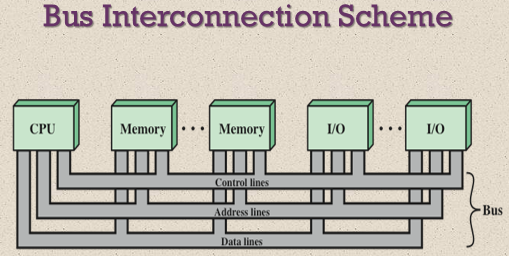 Bus Interconnection Scheme
CPU Memory • • • Memory I/O • • • I/O
Control lines
Address lines
Bus
Data lines